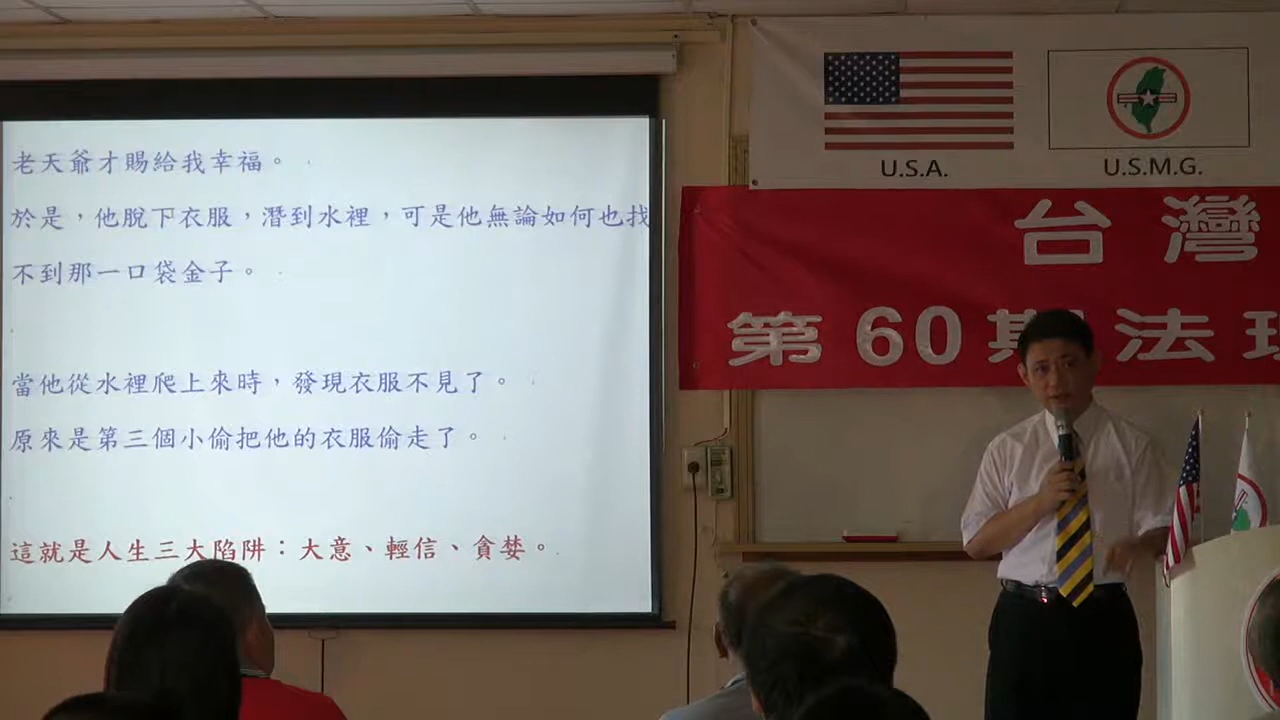 老天爺才賜給我幸福。
於是，他脫下衣服，潛到水裡，可是他無論如何也找
不到那一口袋金子。
當他從水裡爬上來時，發現衣服不見了。
原來是第三個小偷把他的衣服偷走了。
這就是人生三大陷阱：大意、輕信、貪婪。
U.S.A.
U.S.M.G.
台灣
第60期法理